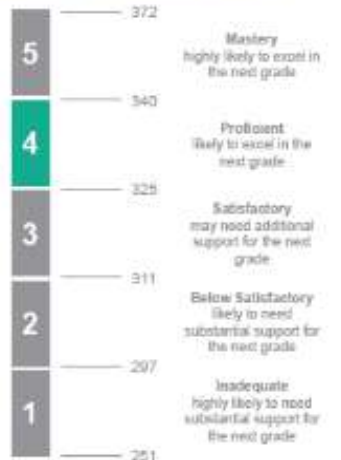 372
5
Mastery
highly likely to excel in
the next grade
340
4
Proficient
likely to excel in the
next grade
325
3
Satisfactory
may need additional
support for the next
grade
311
2
Below Satisfactory
likely to need
substantial support for
the next grade
297
1
Inadequate
highly likely to need
substantial support for
the next grade
251